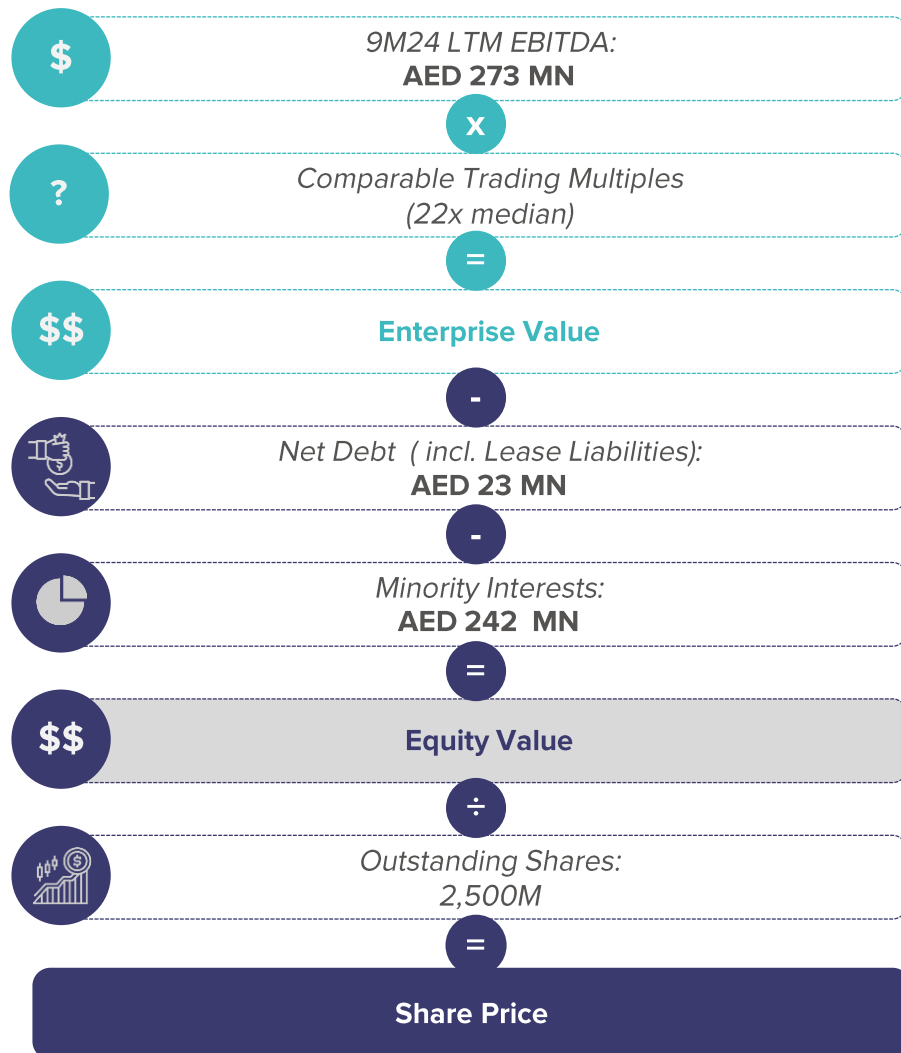 $
9M24 LTM EBITDA:
AED 273 MN
x
?
Comparable Trading Multiples
(22x median)
=
$$
Enterprise Value
-
Net Debt  ( incl. Lease Liabilities):
AED 23 MN
-
Minority Interests:
AED 242  MN
=
$$
Equity Value
÷
$
Outstanding Shares:
2,500M
=
Share Price